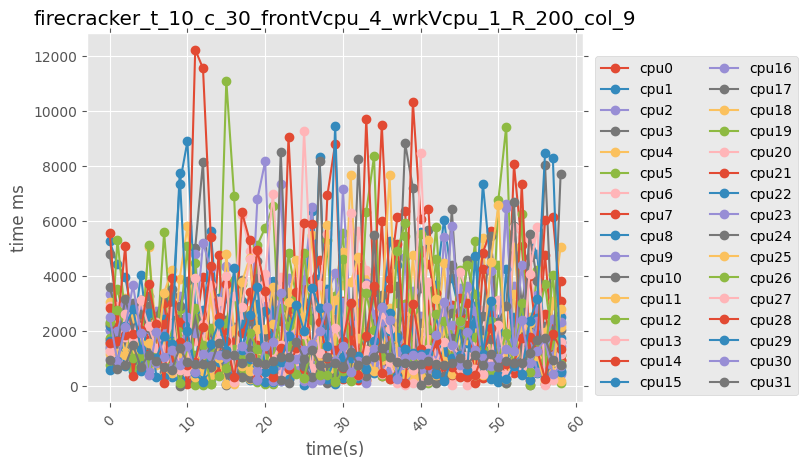 firecracker_t_10_c_30_frontVcpu_4_wrkVcpu_1_R_200_col_9
12000
10000
8000
6000
4000
2000
0
time ms
0
10
20
30
40
50
60
time(s)
cpu0
cpu1
cpu2
cpu3
cpu4
cpu5
cpu6
cpu7
cpu8
cpu9
cpu10
cpu11
cpu12
cpu13
cpu14
cpu15
cpu16
cpu17
cpu18
cpu19
cpu20
cpu21
cpu22
cpu23
cpu24
cpu25
cpu26
cpu27
cpu28
cpu29
cpu30
cpu31